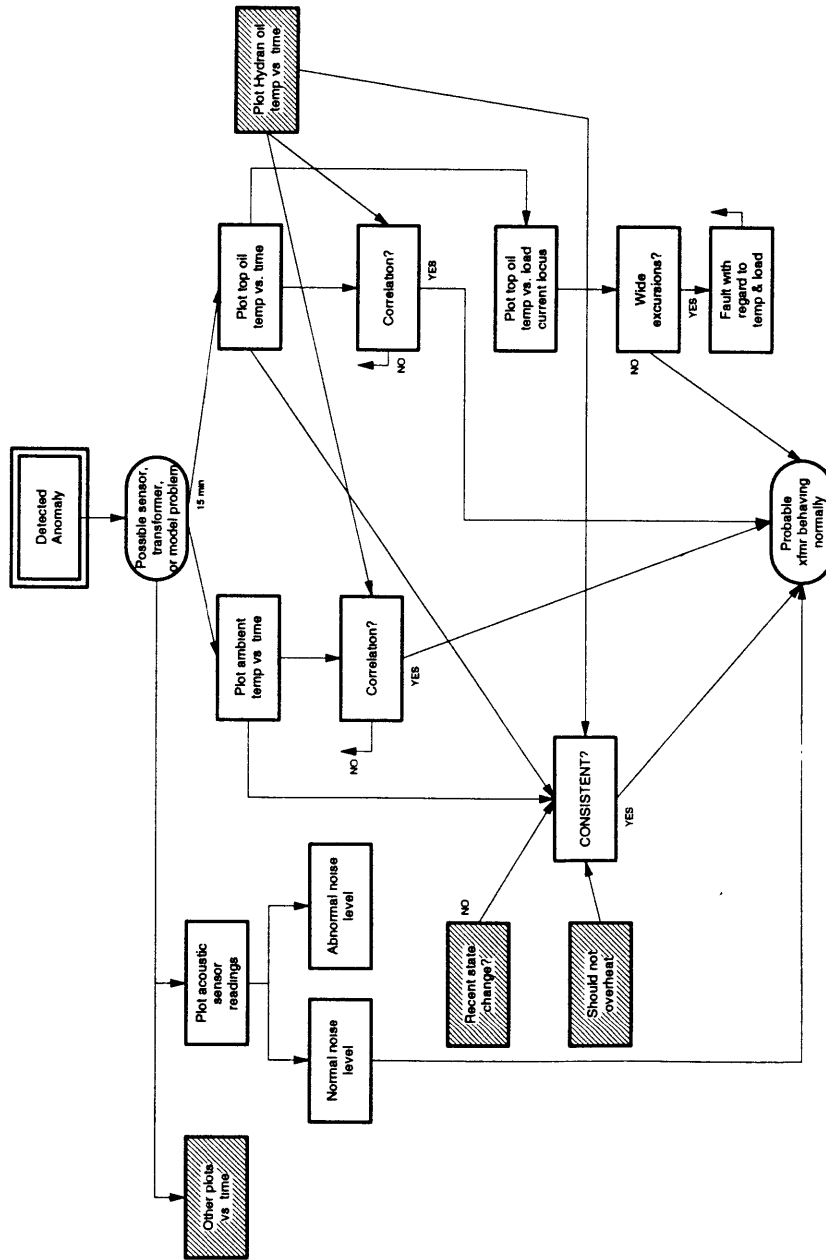 Detected
Anomaly
Possible sensor,
transformer,
or model problem
15 min
Other plots
vs time
Plot acoustic
sensor
readings
Plot ambient
temp vs time
Plot top oil
temp vs. time
Plot Hydran oil
temp vs time
Normal noise
level
Abnormal noise
level
NO
Correlation?
YES
NO
Correlation?
YES
Recent state
change?
NO
Should not
overheat
CONSISTENT?
YES
Plot top oil
temp vs. load
current locus
Wide
excursions?
NO
YES
Fault with
regard to
temp & load
Probable
xfmr behaving
normally